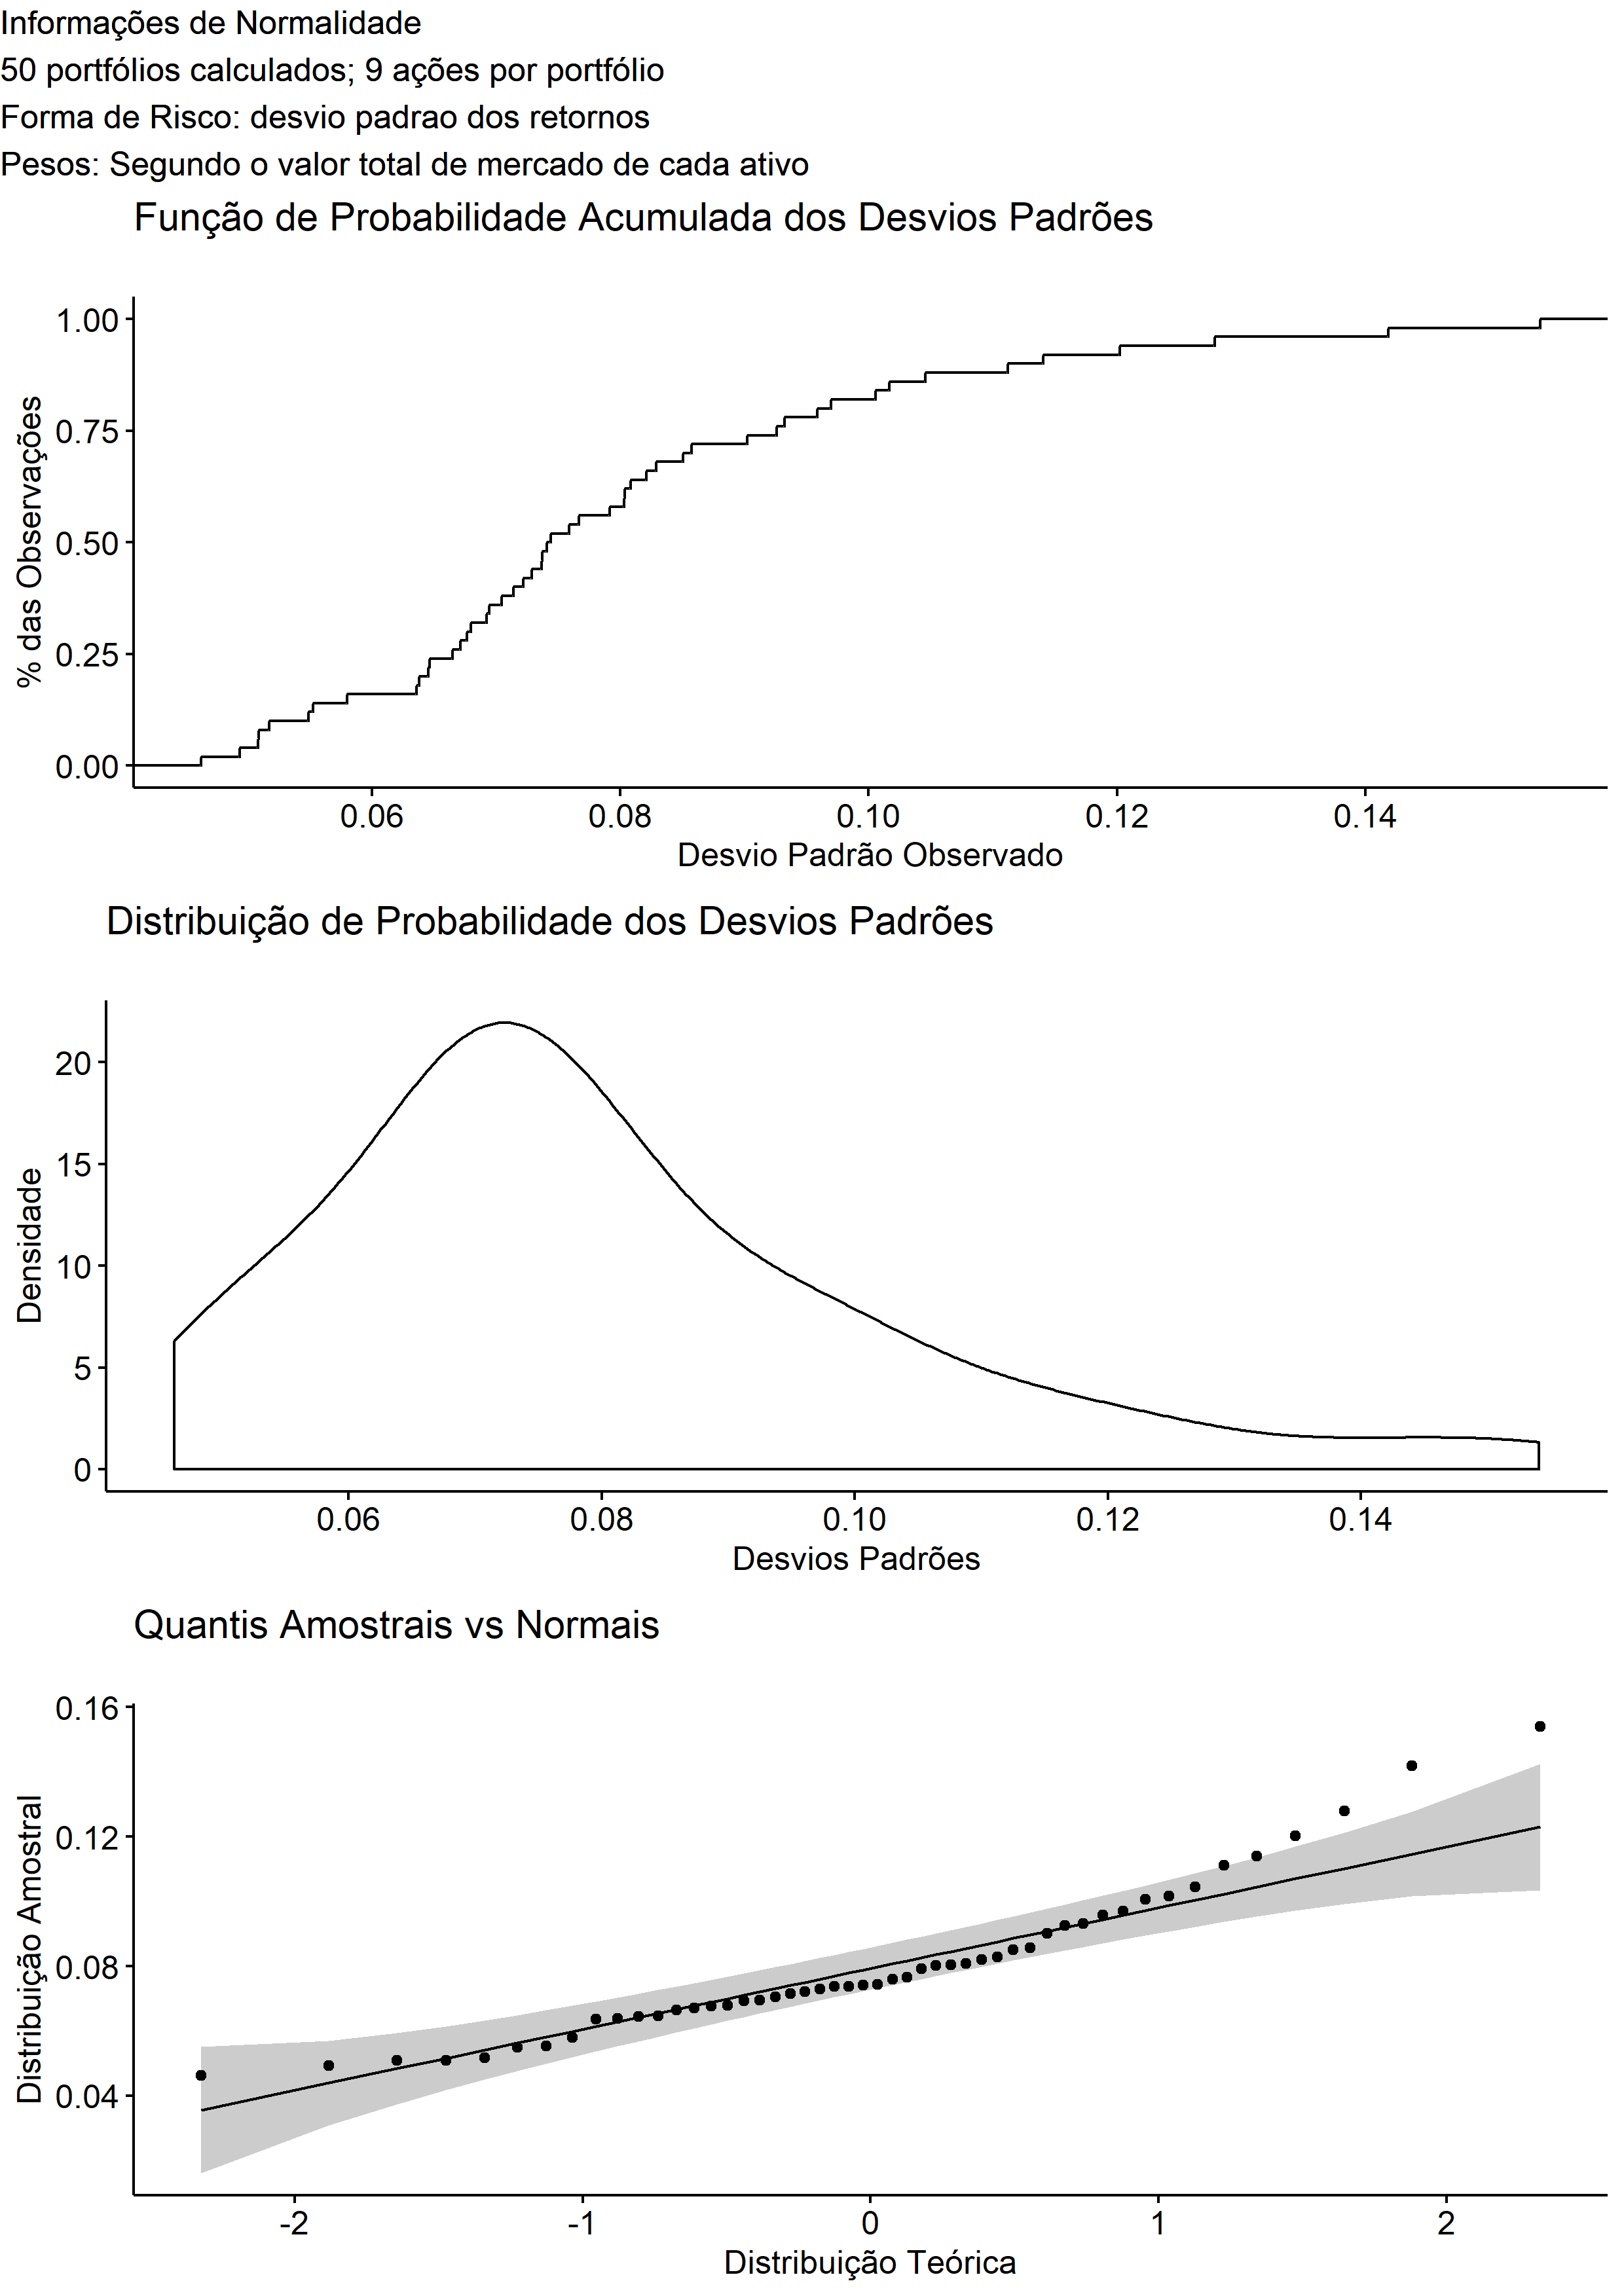 Informações de Normalidade
50 portfólios calculados; 9 ações por portfólio
Forma de Risco: desvio padrao dos retornos
Pesos: Segundo o valor total de mercado de cada ativo
Função de Probabilidade Acumulada dos Desvios Padrões
% das Observações
1.00
0.75
0.50
0.25
0.00
0.06 0.08 0.10 0.12 0.14
Desvio Padrão Observado
Distribuição de Probabilidade dos Desvios Padrões
Densidade
20
15
10
5
0
0.06 0.08 0.10 0.12 0.14
Desvios Padrões
Quantis Amostrais vs Normais
Distribuição Amostral
0.16
0.12
0.08
0.04
-2 -1 0 1 2
Distribuição Teórica